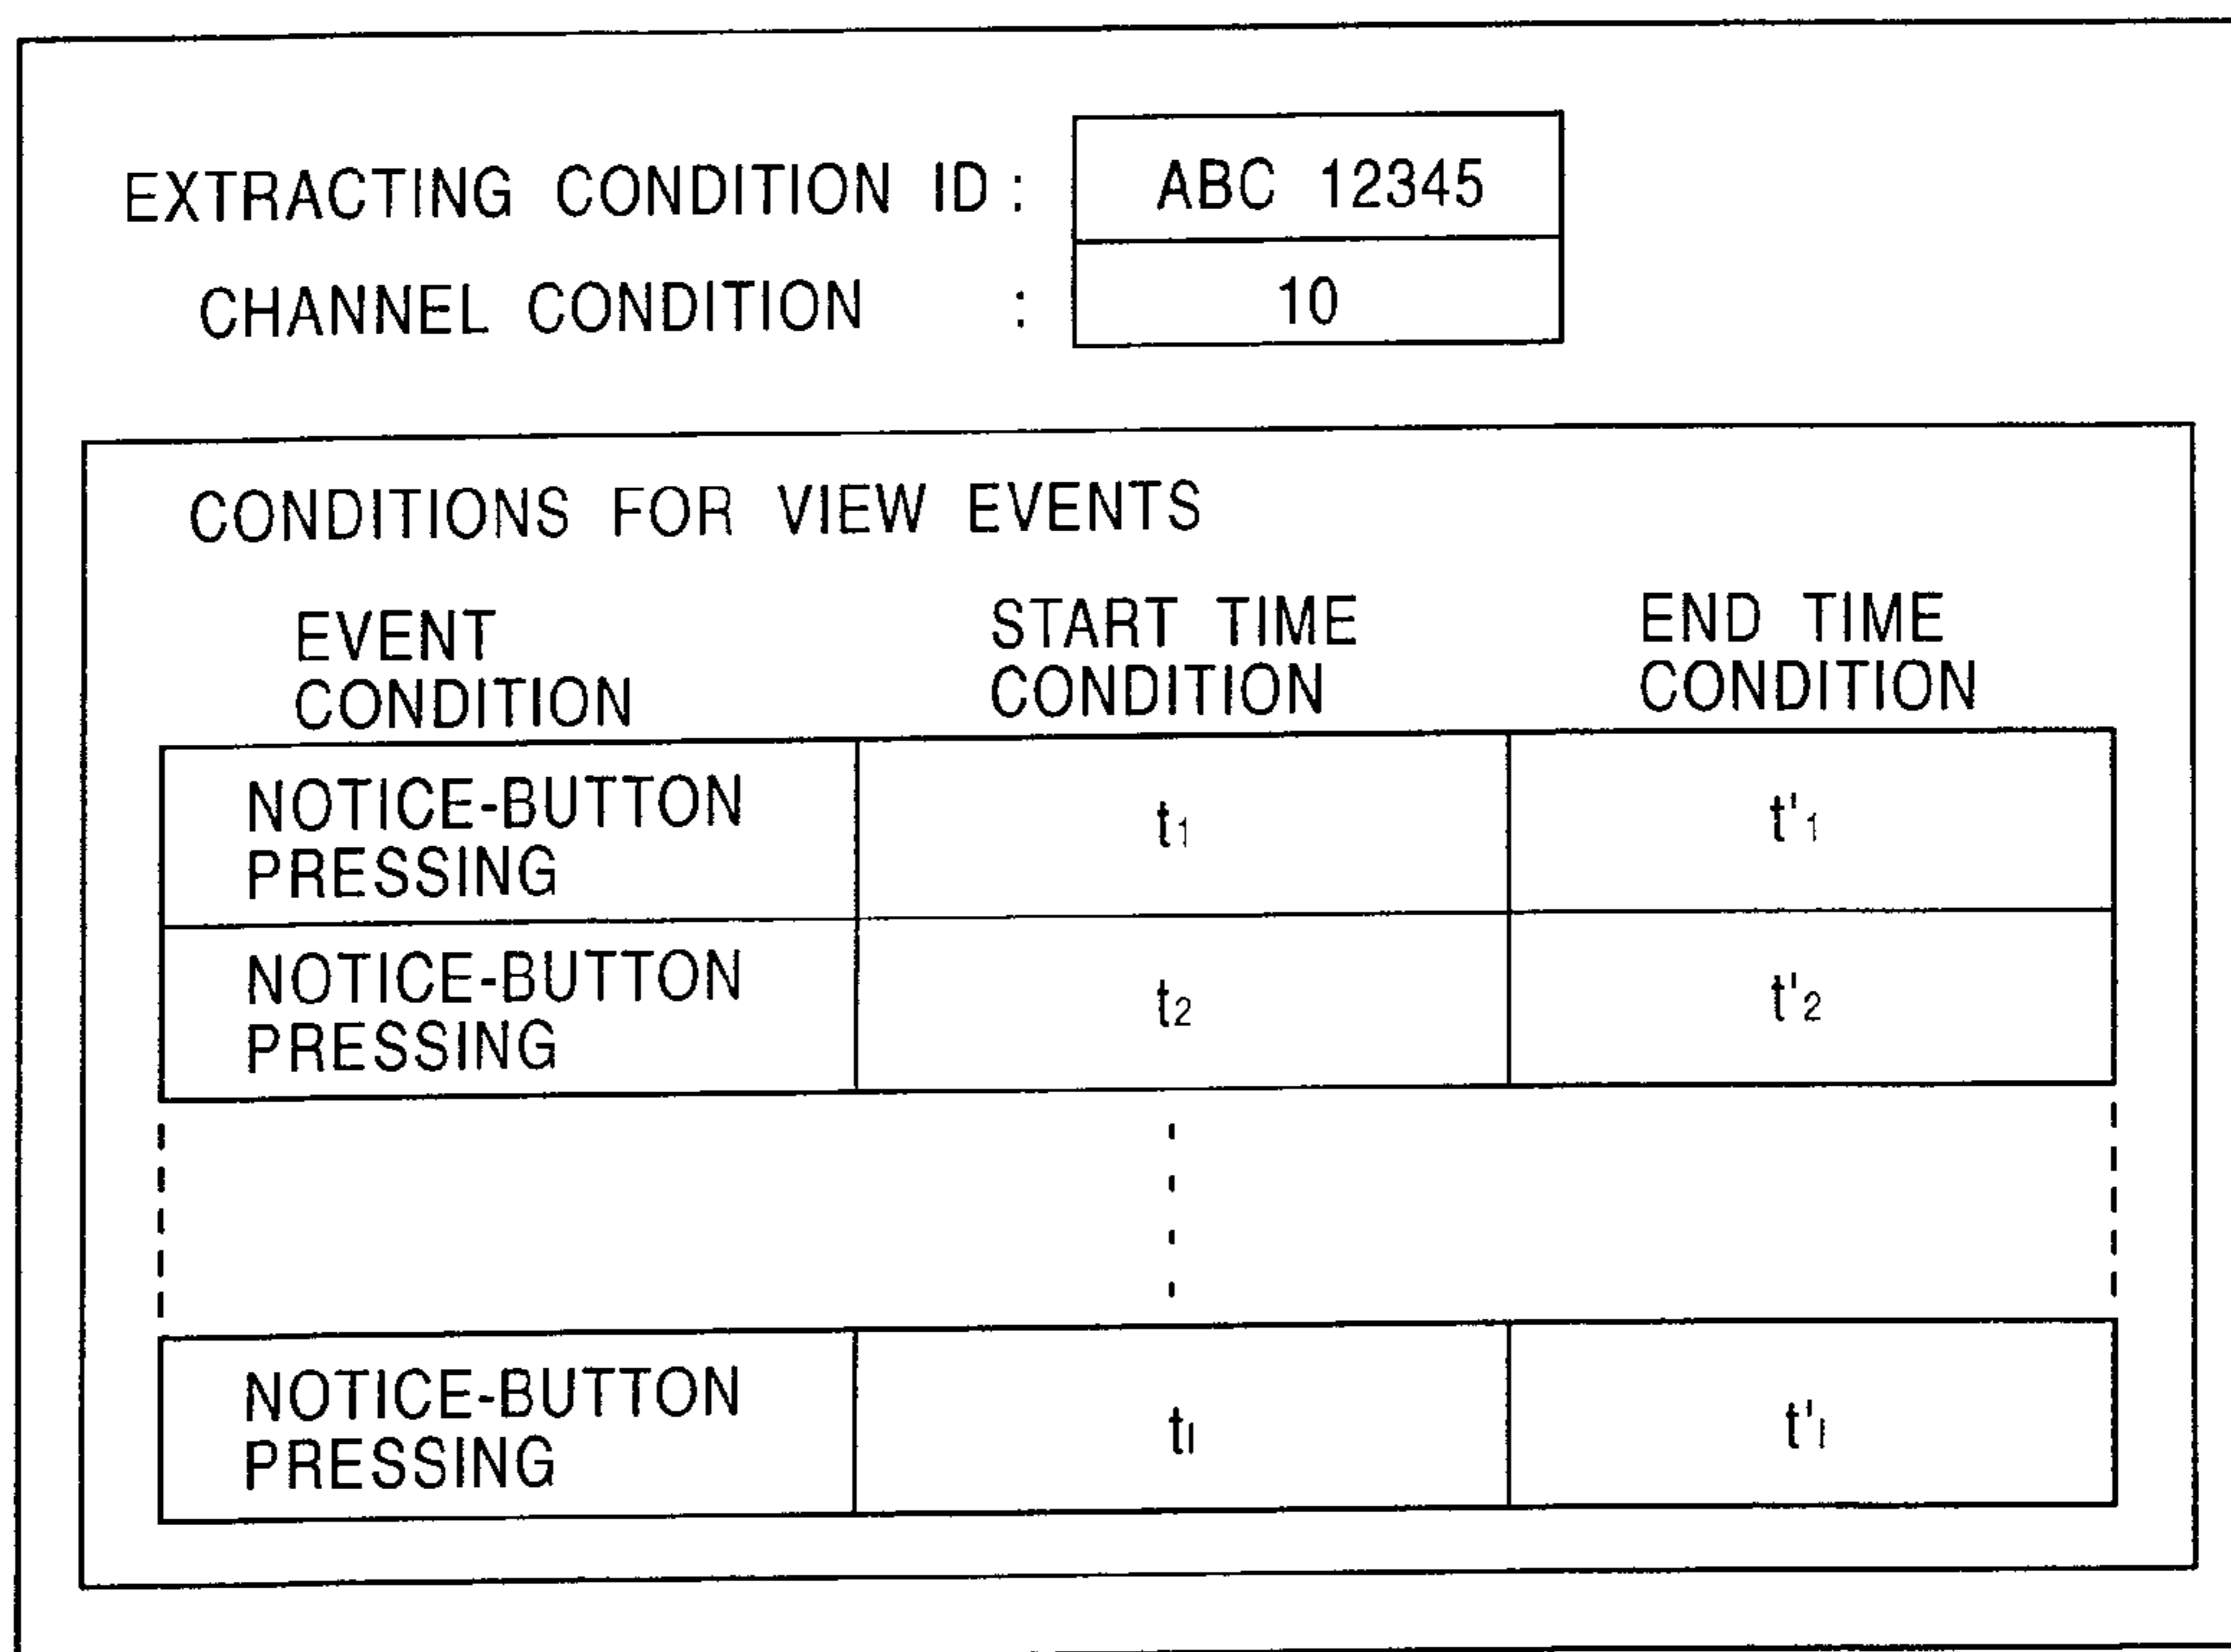 EXTRACTING CONDITION ID : ABC 12345
CHANNEL CONDITION : 10
CONDITIONS FOR VIEW EVENTS
EVENT CONDITION START TIME CONDITION END TIME CONDITION
NOTICE-BUTTON PRESSING t1 t'1
NOTICE-BUTTON PRESSING t2 t'2
NOTICE-BUTTON PRESSING tl t'l